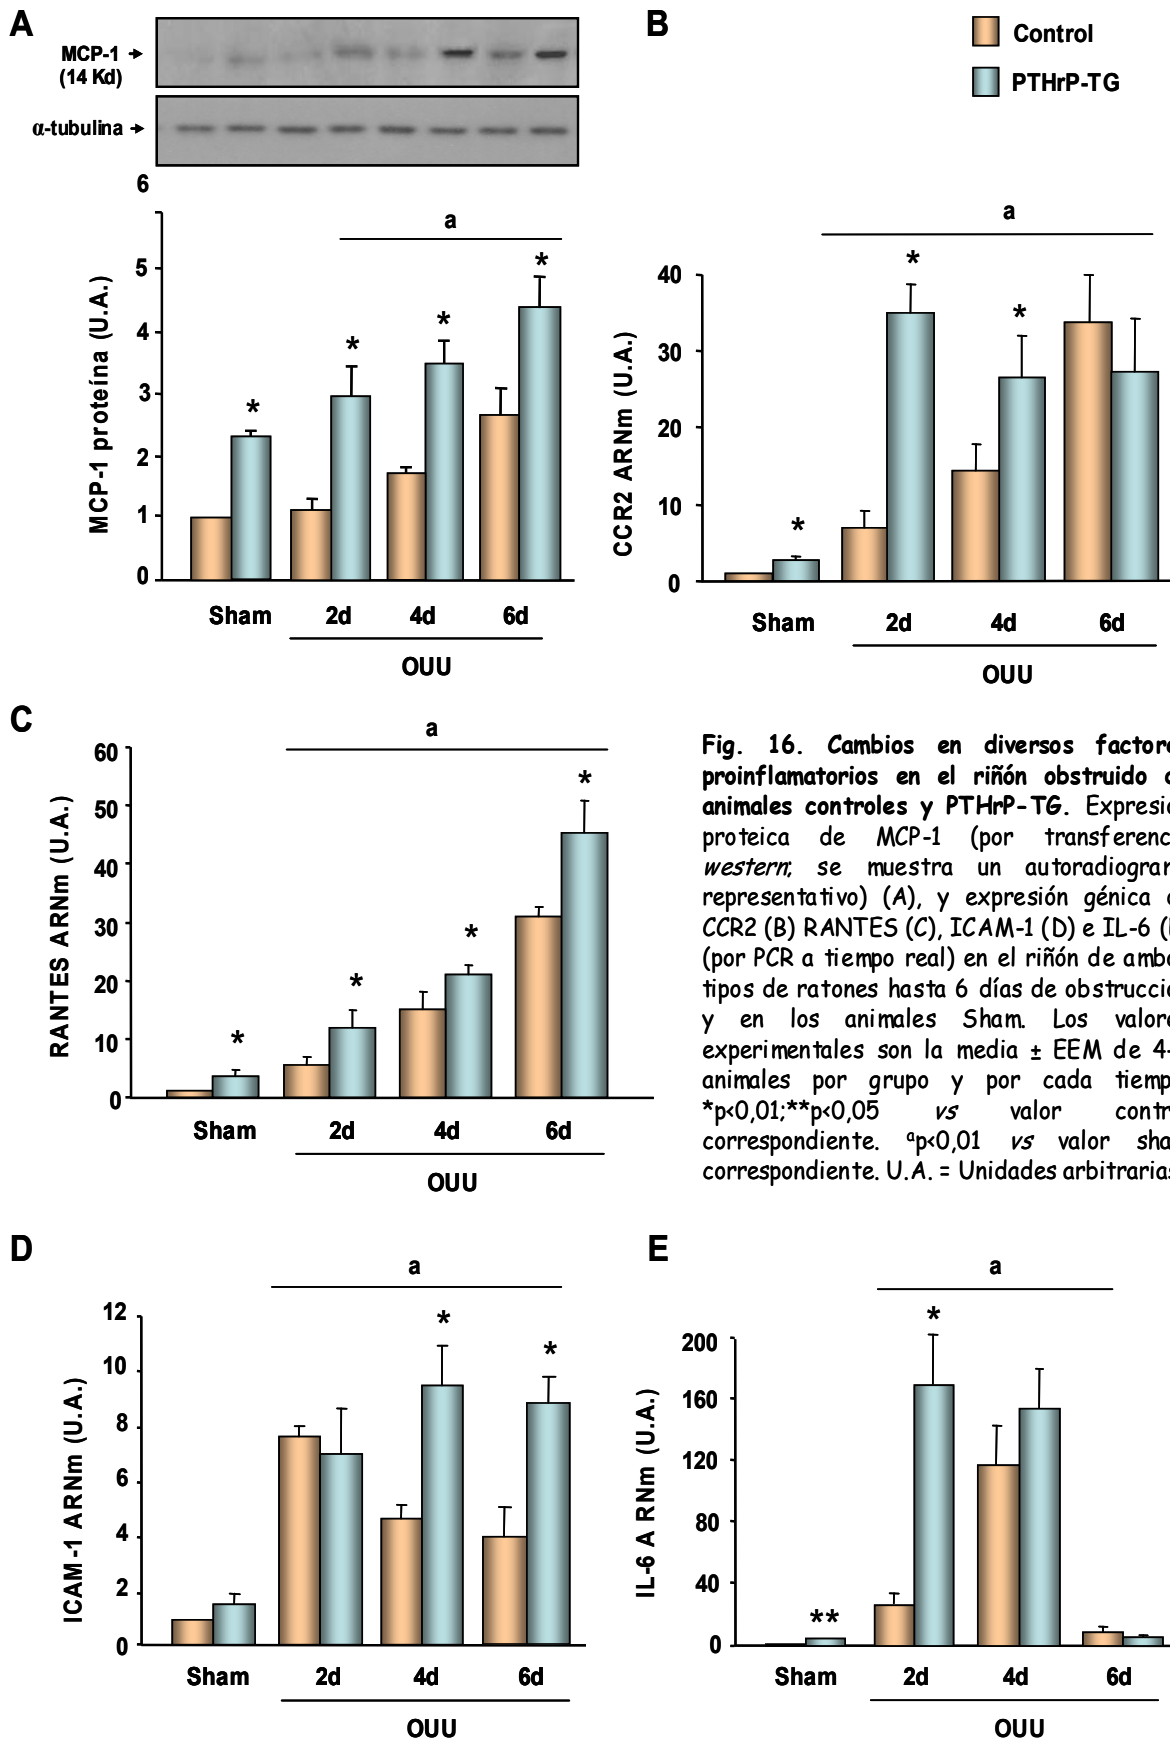 A
MCP-1
(14 Kd)
α-tubulina
6
a
5
4
3
2
1
0
* * * *
MCP-1 proteína (U.A.)
Sham 2d 4d 6d
OUU
B
Control
PTHrP-TG
a
40
30
20
10
0
* * *
CCR2 ARNm (U.A.)
Sham 2d 4d 6d
OUU
C
a
60
50
40
30
20
10
0
* * * *
RANTES ARNm (U.A.)
Sham 2d 4d 6d
OUU
Fig. 16. Cambios en diversos factore
proinflamatorios en el riñón obstruido
animales controles y PTHrP-TG. Expresió
proteica de MCP-1 (por transferenc
western; se muestra un autoradiogra
representativo) (A), y expresión génica
CCR2 (B) RANTES (C), ICAM-1 (D) e IL-6
(por PCR a tiempo real) en el riñón de ambo
tipos de ratones hasta 6 días de obstrucció
y en los animales Sham. Los valore
experimentales son la media ± EEM de 4-
animales por grupo y por cada tiemp
*p<0,01;**p<0,05 vs valor contr
correspondiente. ᵃp<0,01 vs valor sha
correspondiente. U.A. = Unidades arbitrarias
D
a
12
10
8
6
4
2
0
* *
ICAM-1 ARNm (U.A.)
Sham 2d 4d 6d
OUU
E
a
200
160
120
80
40
0
** *
IL-6 A RNm (U.A.)
Sham 2d 4d 6d
OUU